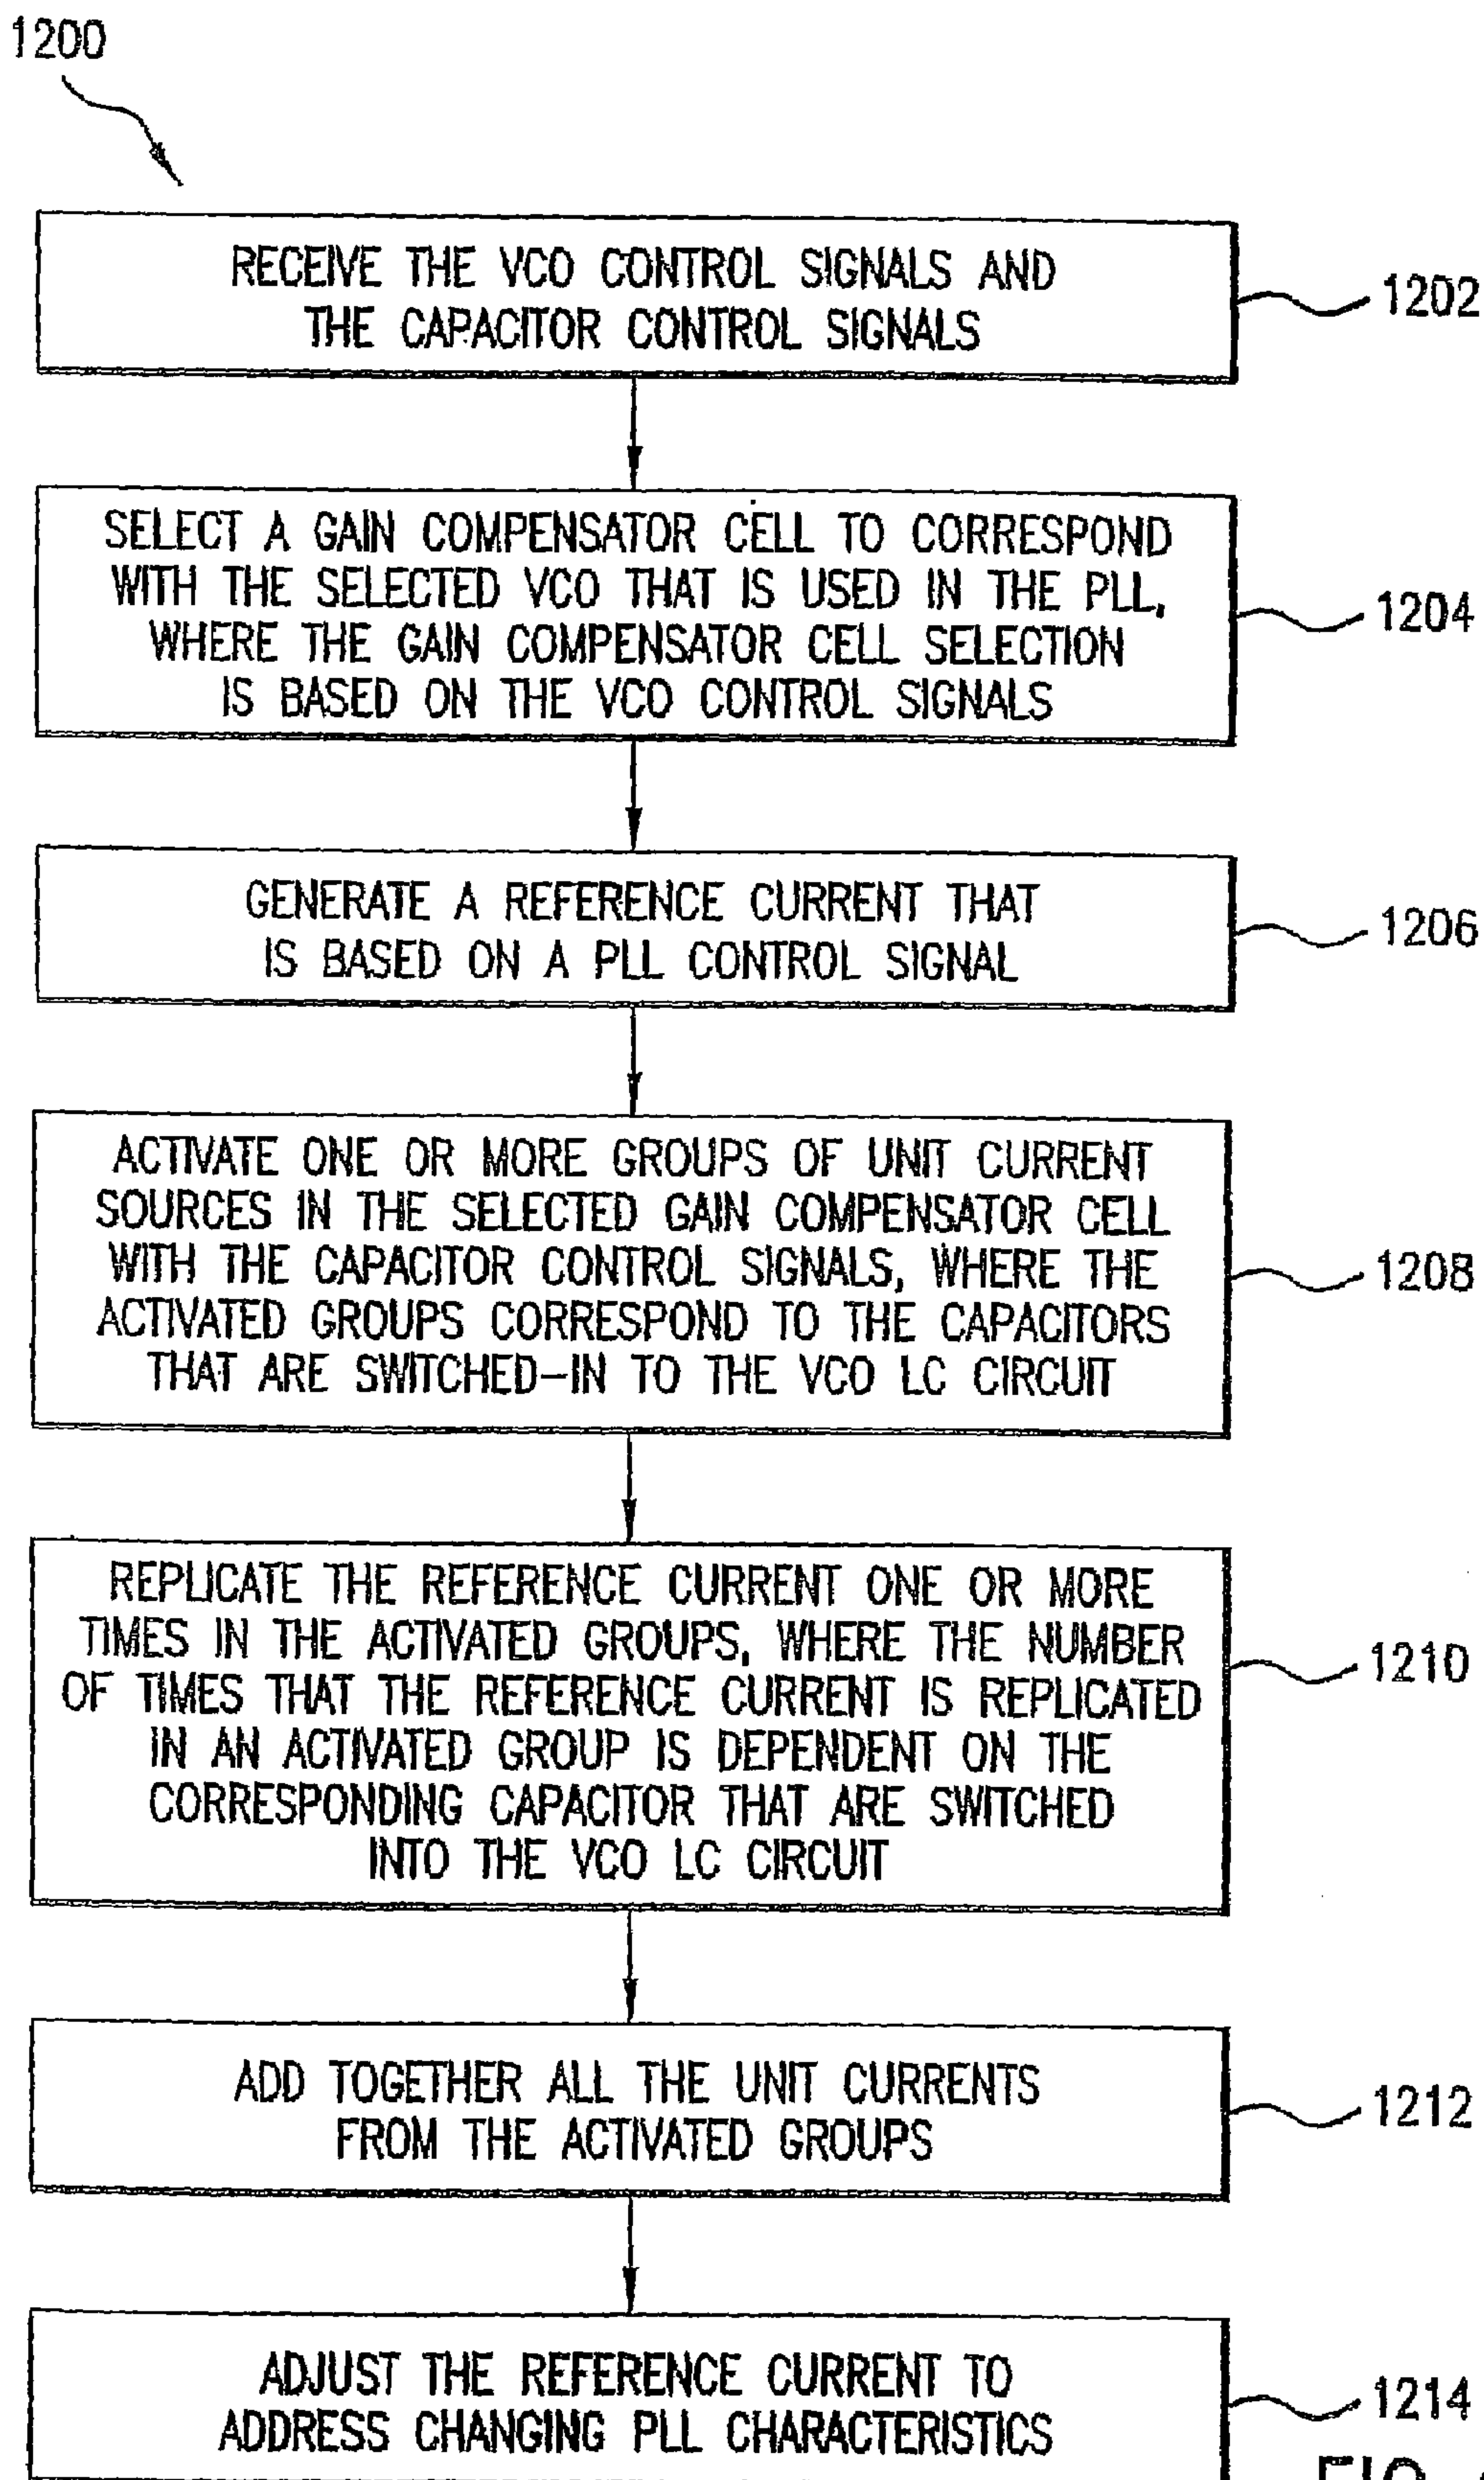 1200
RECEIVE THE VCO CONTROL SIGNALS AND
THE CAPACITOR CONTROL SIGNALS
1202
SELECT A GAIN COMPENSATOR CELL TO CORRESPOND
WITH THE SELECTED VCO THAT IS USED IN THE PLL,
WHERE THE GAIN COMPENSATOR CELL SELECTION
IS BASED ON THE VCO CONTROL SIGNALS
1204
GENERATE A REFERENCE CURRENT THAT
IS BASED ON A PLL CONTROL SIGNAL
1206
ACTIVATE ONE OR MORE GROUPS OF UNIT CURRENT
SOURCES IN THE SELECTED GAIN COMPENSATOR CELL
WITH THE CAPACITOR CONTROL SIGNALS, WHERE THE
ACTIVATED GROUPS CORRESPOND TO THE CAPACITORS
THAT ARE SWITCHED-IN TO THE VCO LC CIRCUIT
1208
REPLICATE THE REFERENCE CURRENT ONE OR MORE
TIMES IN THE ACTIVATED GROUPS, WHERE THE NUMBER
OF TIMES THAT THE REFERENCE CURRENT IS REPLICATED
IN AN ACTIVATED GROUP IS DEPENDENT ON THE
CORRESPONDING CAPACITOR THAT ARE SWITCHED
INTO THE VCO LC CIRCUIT
1210
ADD TOGETHER ALL THE UNIT CURRENTS
FROM THE ACTIVATED GROUPS
1212
ADJUST THE REFERENCE CURRENT TO
ADDRESS CHANGING PLL CHARACTERISTICS
1214
FIG.